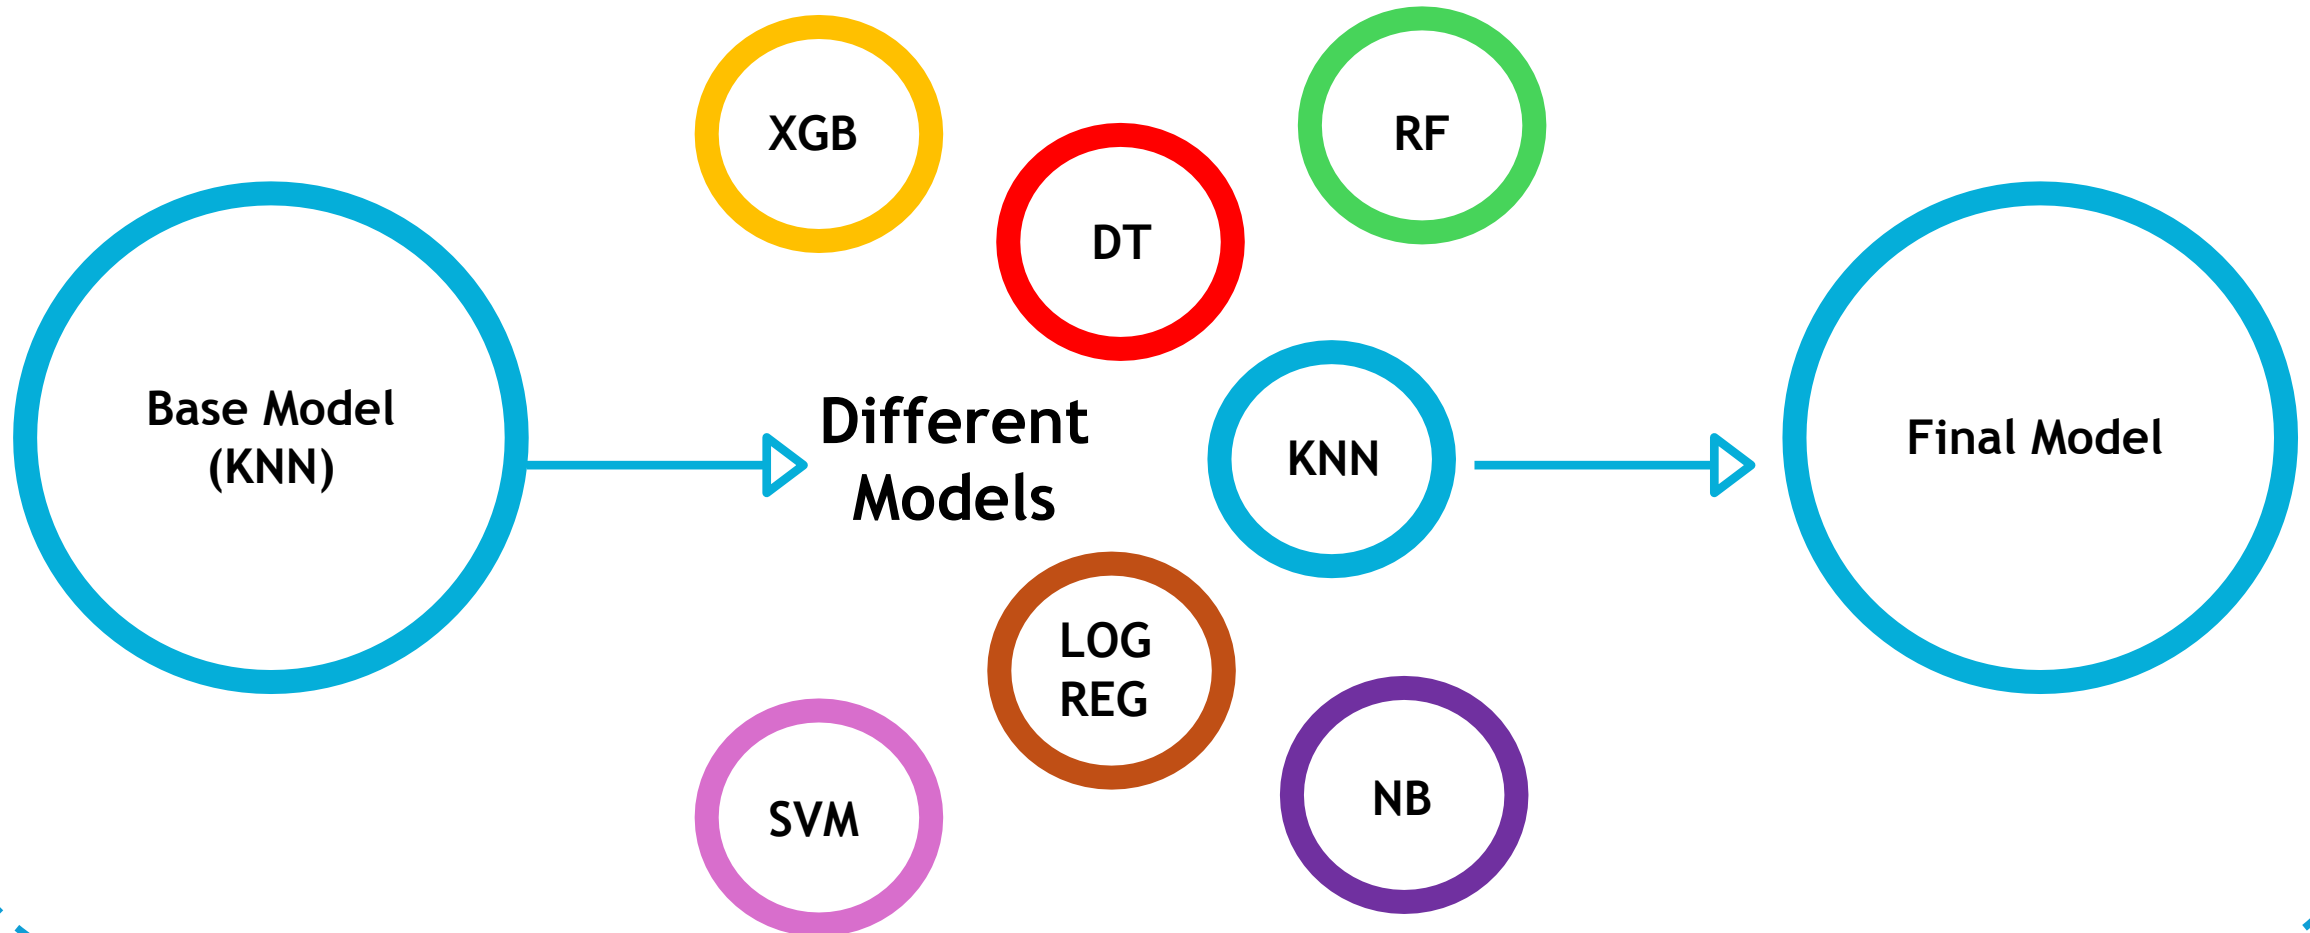 XGB
RF
DT
Base Model
(KNN)
Different
Models
KNN
Final Model
LOG
REG
SVM
NB